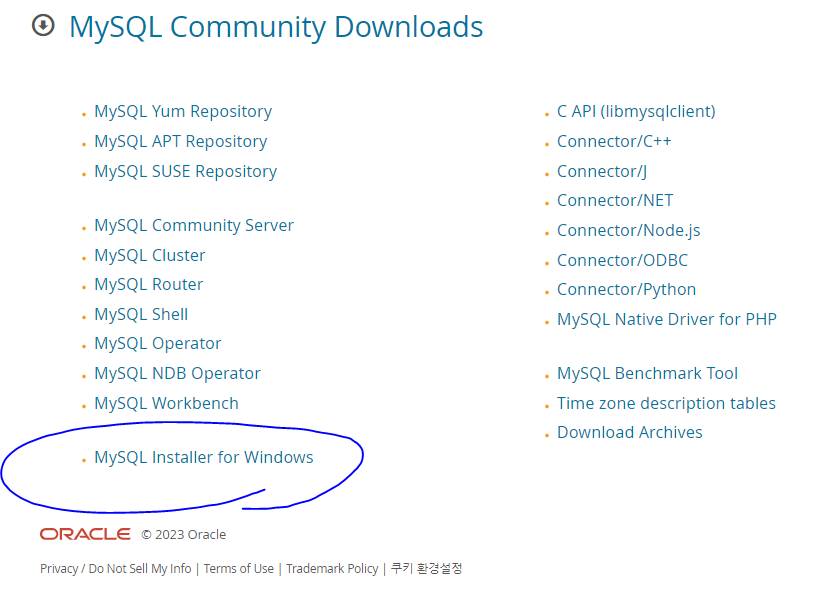 MySQL Community Downloads
MySQL Yum Repository
MySQL APT Repository
MySQL SUSE Repository
MySQL Community Server
MySQL Cluster
MySQL Router
MySQL Shell
MySQL Operator
MySQL NDB Operator
MySQL Workbench
MySQL Installer for Windows
C API (libmysqlclient)
Connector/C++
Connector/J
Connector/NET
Connector/Node.js
Connector/ODBC
Connector/Python
MySQL Native Driver for PHP
MySQL Benchmark Tool
Time zone description tables
Download Archives
ORACLE © 2023 Oracle
Privacy / Do Not Sell My Info | Terms of Use | Trademark Policy | 쿠키 환경설정